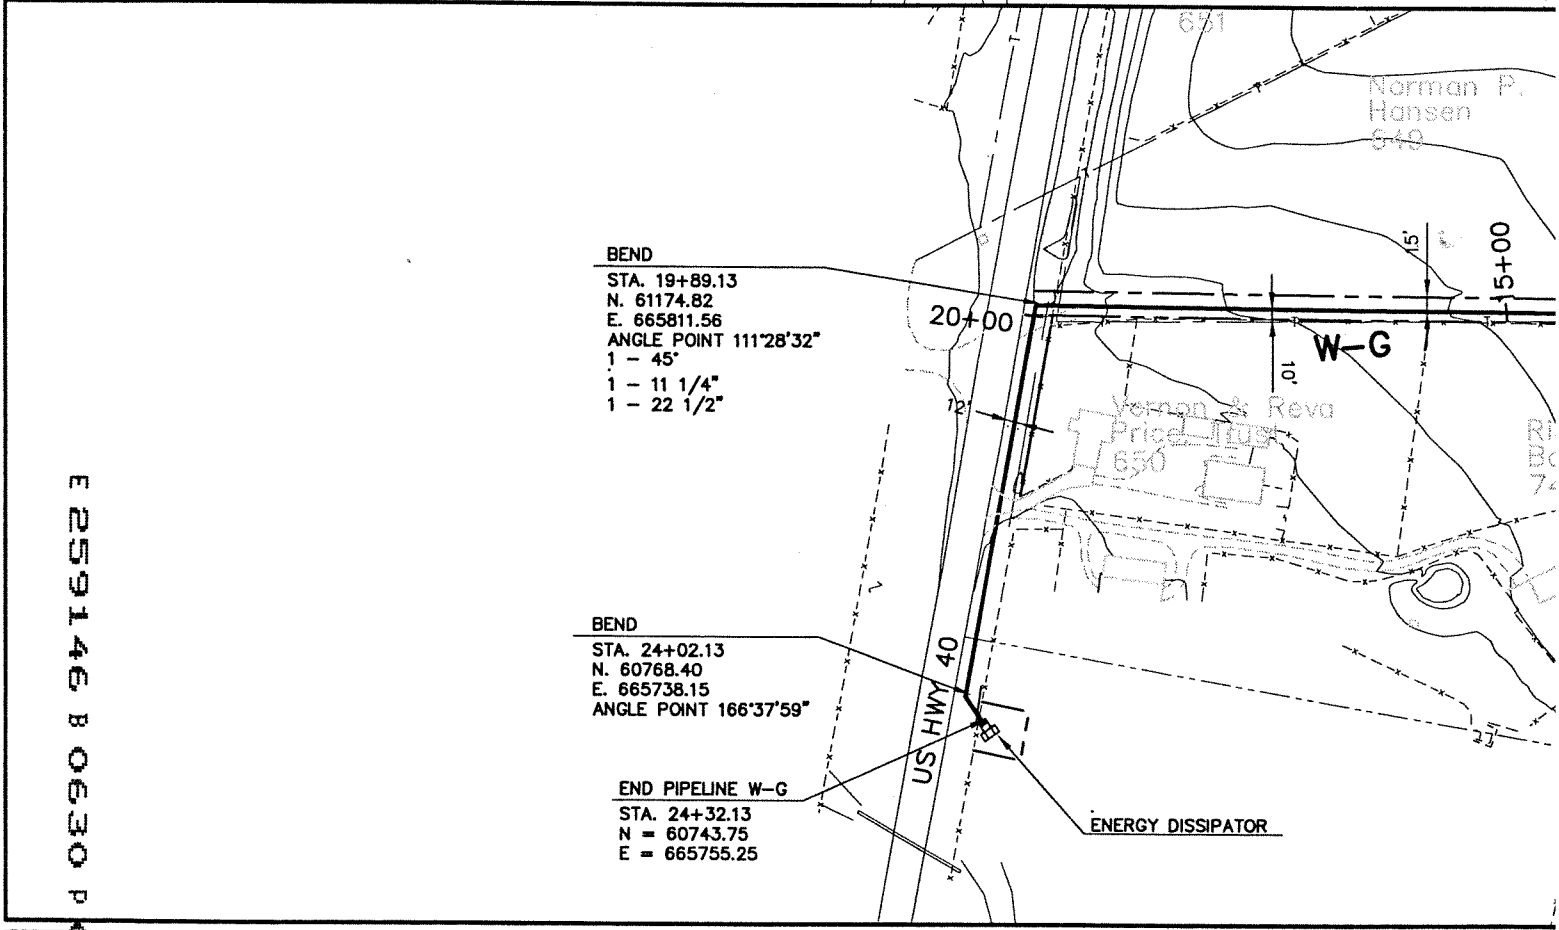 651
Norman P.
Hansen
649
15'
15+00
BEND
STA. 19+89.13
N. 61174.82
E. 665811.56
ANGLE POINT 111°28'32"
1 - 45°
1 - 11 1/4"
1 - 22 1/2"
20+00
W-G
10'
12'
Vernon & Reva
Price Trust
650
BEND
STA. 24+02.13
N. 60768.40
E. 665738.15
ANGLE POINT 166°37'59"
US HWY 40
END PIPELINE W-G
STA. 24+32.13
N = 60743.75
E = 665755.25
ENERGY DISSIPATOR
E 259146 B 0630 P